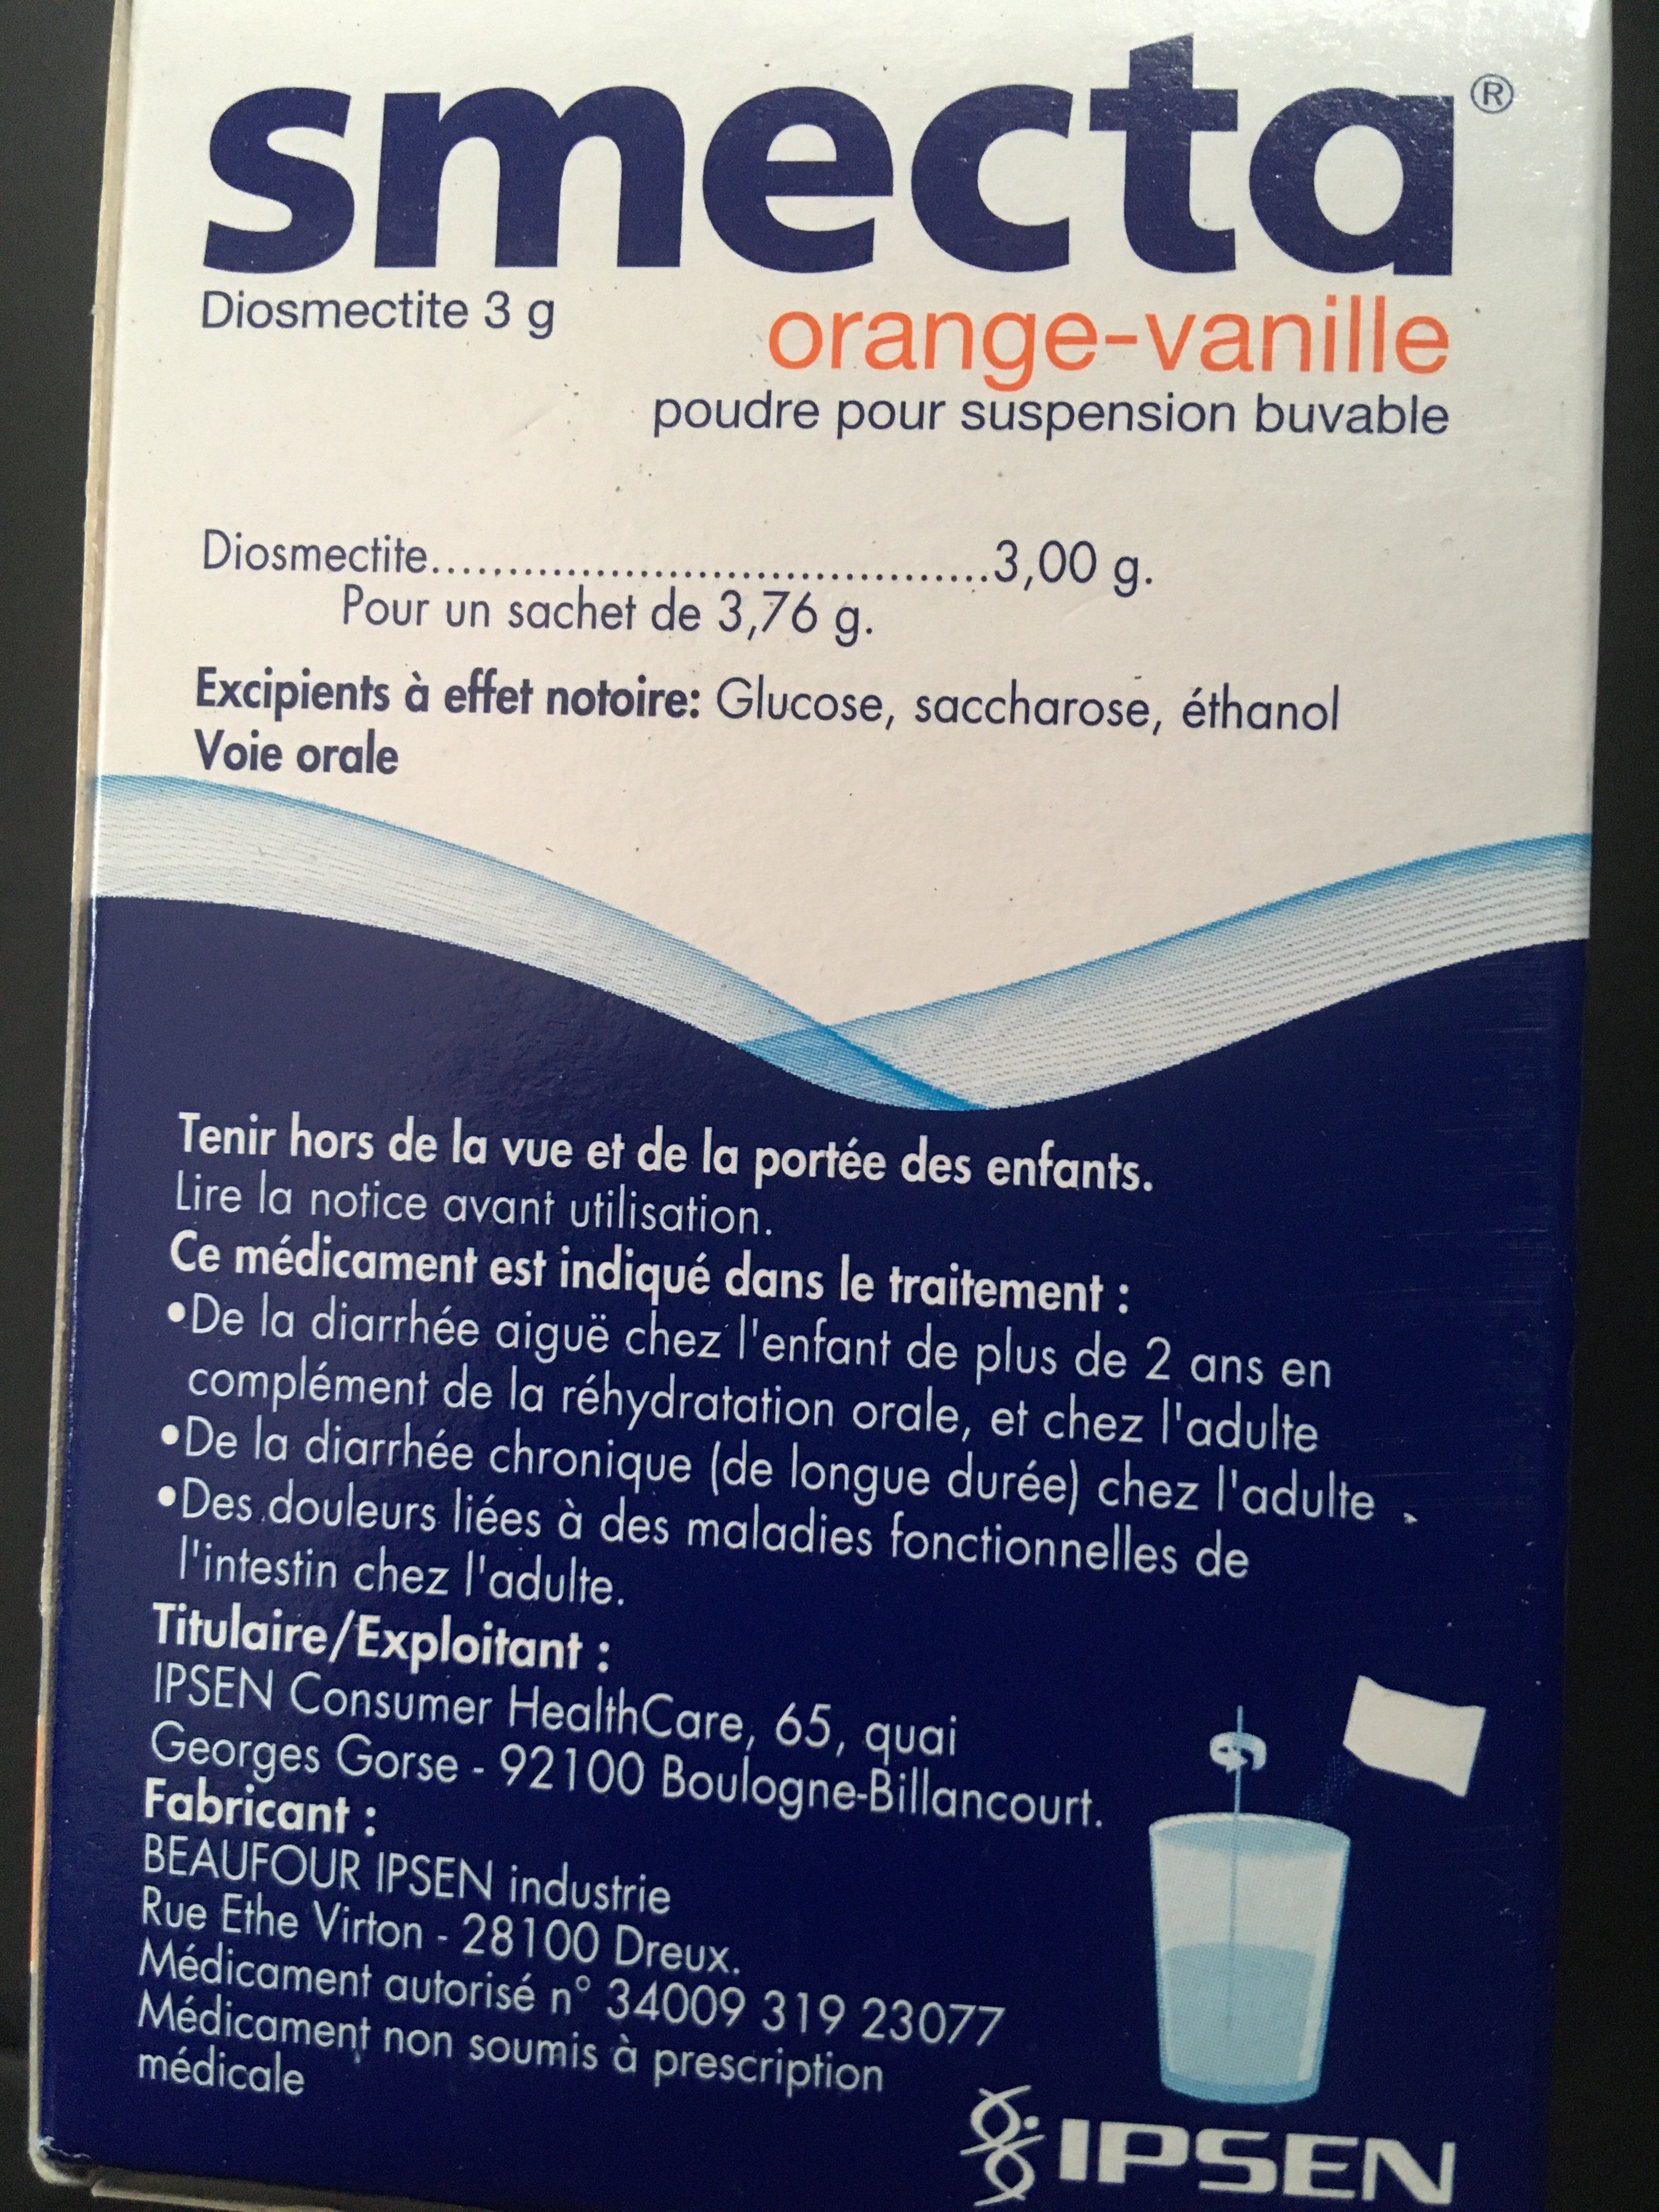 smecta®
Diosmectite 3 g
orange-vanille
poudre pour suspension buvable
Diosmectite.......................................3,00 g.
Pour un sachet de 3,76 g.
Excipients à effet notoire: Glucose, saccharose, éthanol
Voie orale
Tenir hors de la vue et de la portée des enfants.
Lire la notice avant utilisation.
Ce médicament est indiqué dans le traitement :
•De la diarrhée aiguë chez l'enfant de plus de 2 ans en
complément de la réhydratation orale, et chez l'adulte
•De la diarrhée chronique (de longue durée) chez l'adulte
•Des douleurs liées à des maladies fonctionnelles de
l'intestin chez l'adulte.
Titulaire/Exploitant :
IPSEN Consumer HealthCare, 65, quai
Georges Gorse - 92100 Boulogne-Billancourt.
Fabricant :
BEAUFOUR IPSEN industrie
Rue Ethe Virton - 28100 Dreux.
Médicament autorisé n° 34009 319 23077
Médicament non soumis à prescription
médicale
IPSEN